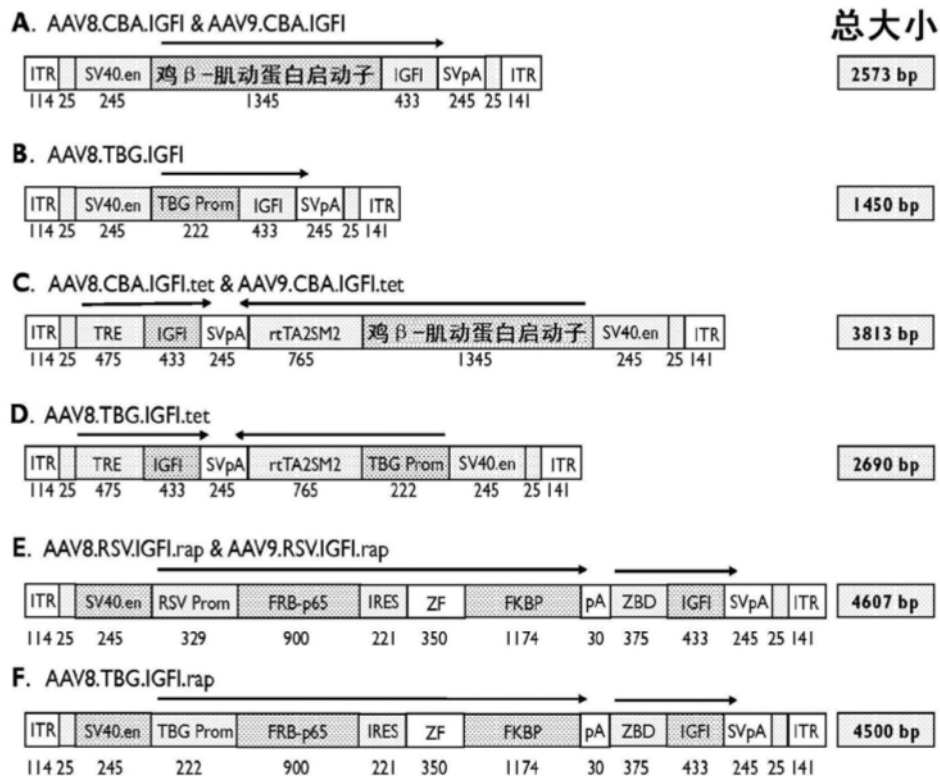 A. AAV8.CBA.IGFI & AAV9.CBA.IGFI
总大小
ITR SV40.en 鸡β-肌动蛋白启动子 IGFI SVpA ITR
2573 bp
114 25 245 1345 433 245 25 141
B. AAV8.TBG.IGFI
ITR SV40.en TBG Prom IGFI SVpA ITR
1450 bp
114 25 245 222 433 245 25 141
C. AAV8.CBA.IGFI.tet & AAV9.CBA.IGFI.tet
ITR TRE IGFI SVpA rtTA2SM2 鸡β-肌动蛋白启动子 SV40.en ITR
3813 bp
114 25 475 433 245 765 1345 245 25 141
D. AAV8.TBG.IGFI.tet
ITR TRE IGFI SVpA rtTA2SM2 TBG Prom SV40.en ITR
2690 bp
114 25 475 433 245 765 222 245 25 141
E. AAV8.RSV.IGFI.rap & AAV9.RSV.IGFI.rap
ITR SV40.en RSV Prom FRB-p65 IRES ZF FKBP pA ZBD IGFI SVpA ITR
4607 bp
114 25 245 329 900 221 350 1174 30 375 433 245 25 141
F. AAV8.TBG.IGFI.rap
ITR SV40.en TBG Prom FRB-p65 IRES ZF FKBP pA ZBD IGFI SVpA ITR
4500 bp
114 25 245 222 900 221 350 1174 30 375 433 245 25 141